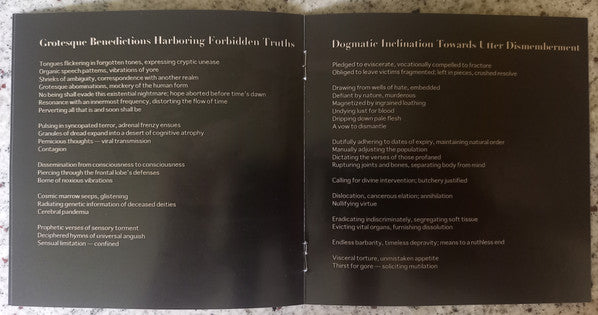 Grotesque Benedictions Harboring Forbidden Truths
Tongues flickering in forgotten tones, expressing cryptic unease
Organic speech patterns, vibrations of yore
Shrieks of ambiguity, correspondence with another realm
Grotesque abominations, mockery of the human form
No being shall evade this existential nightmare; hope aborted before time's dawn
Resonance with an innermost frequency, distorting the flow of time
Perverting all that is and soon shall be
Pulsing in syncopated terror, adrenal frenzy ensues
Granules of dread expand into a desert of cognitive atrophy
Pernicious thoughts — viral transmission
Contagion
Dissemination from consciousness to consciousness
Piercing through the frontal lobe's defenses
Borne of noxious vibrations
Cosmic marrow seeps, glistening
Radiating genetic information of deceased deities
Cerebral pandemia
Prophetic verses of sensory torment
Deciphered hymns of universal anguish
Sensual limitation — confined
Dogmatic Inclination Towards Utter Dismemberment
Pledged to eviscerate, vocationally compelled to fracture
Obliged to leave victims fragmented; left in pieces, crushed resolve
Drawing from wells of hate, embedded
Defiant by nature, murderous
Magnetized by ingrained loathing
Undying lust for blood
Dripping down pale flesh
A vow to dismantle
Dutifully adhering to dates of expiry, maintaining natural order
Manually adjusting the population
Dictating the verses of those profaned
Rupturing joints and bones, separating body from mind
Calling for divine intervention; butchery justified
Dislocation, cancerous elation; annihilation
Nullifying virtue
Eradicating indiscriminately, segregating soft tissue
Evicting vital organs, furnishing dissolution
Endless barbarity, timeless depravity; means to a ruthless end
Visceral torture, unmistaken appetite
Thirst for gore — soliciting mutilation